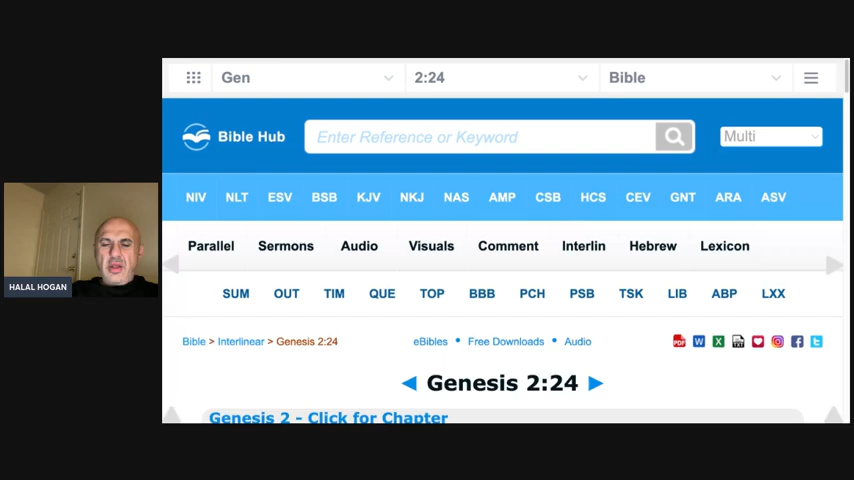 Gen 2:24 Bible
Bible Hub Enter Reference or Keyword Multi
NIV NLT ESV BSB KJV NKJ NAS AMP CSB HCS CEV GNT ARA ASV
Parallel Sermons Audio Visuals Comment Interlin Hebrew Lexicon
HALAL HOGAN
SUM OUT TIM QUE TOP BBB PCH PSB TSK LIB ABP LXX
Bible > Interlinear > Genesis 2:24 eBibles • Free Downloads • Audio
◄ Genesis 2:24 ►
Genesis 2 - Click for Chapter